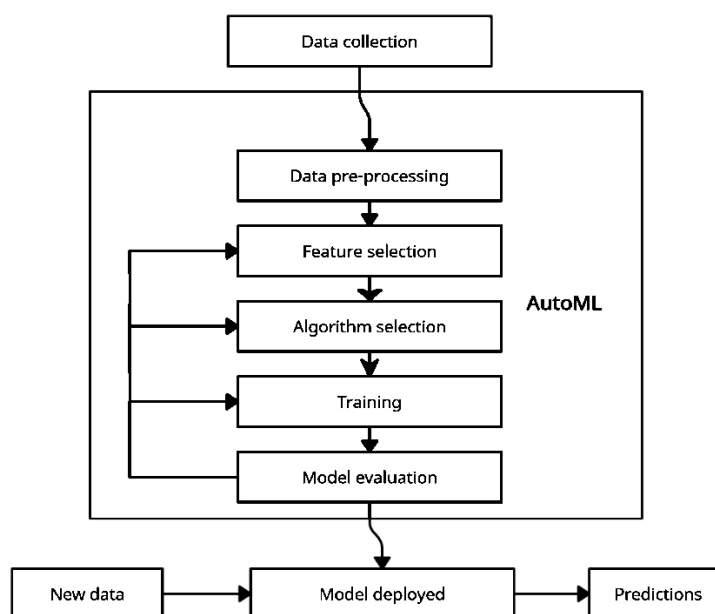 Data collection
Data pre-processing
Feature selection
AutoML
Algorithm selection
Training
Model evaluation
New data
Model deployed
Predictions